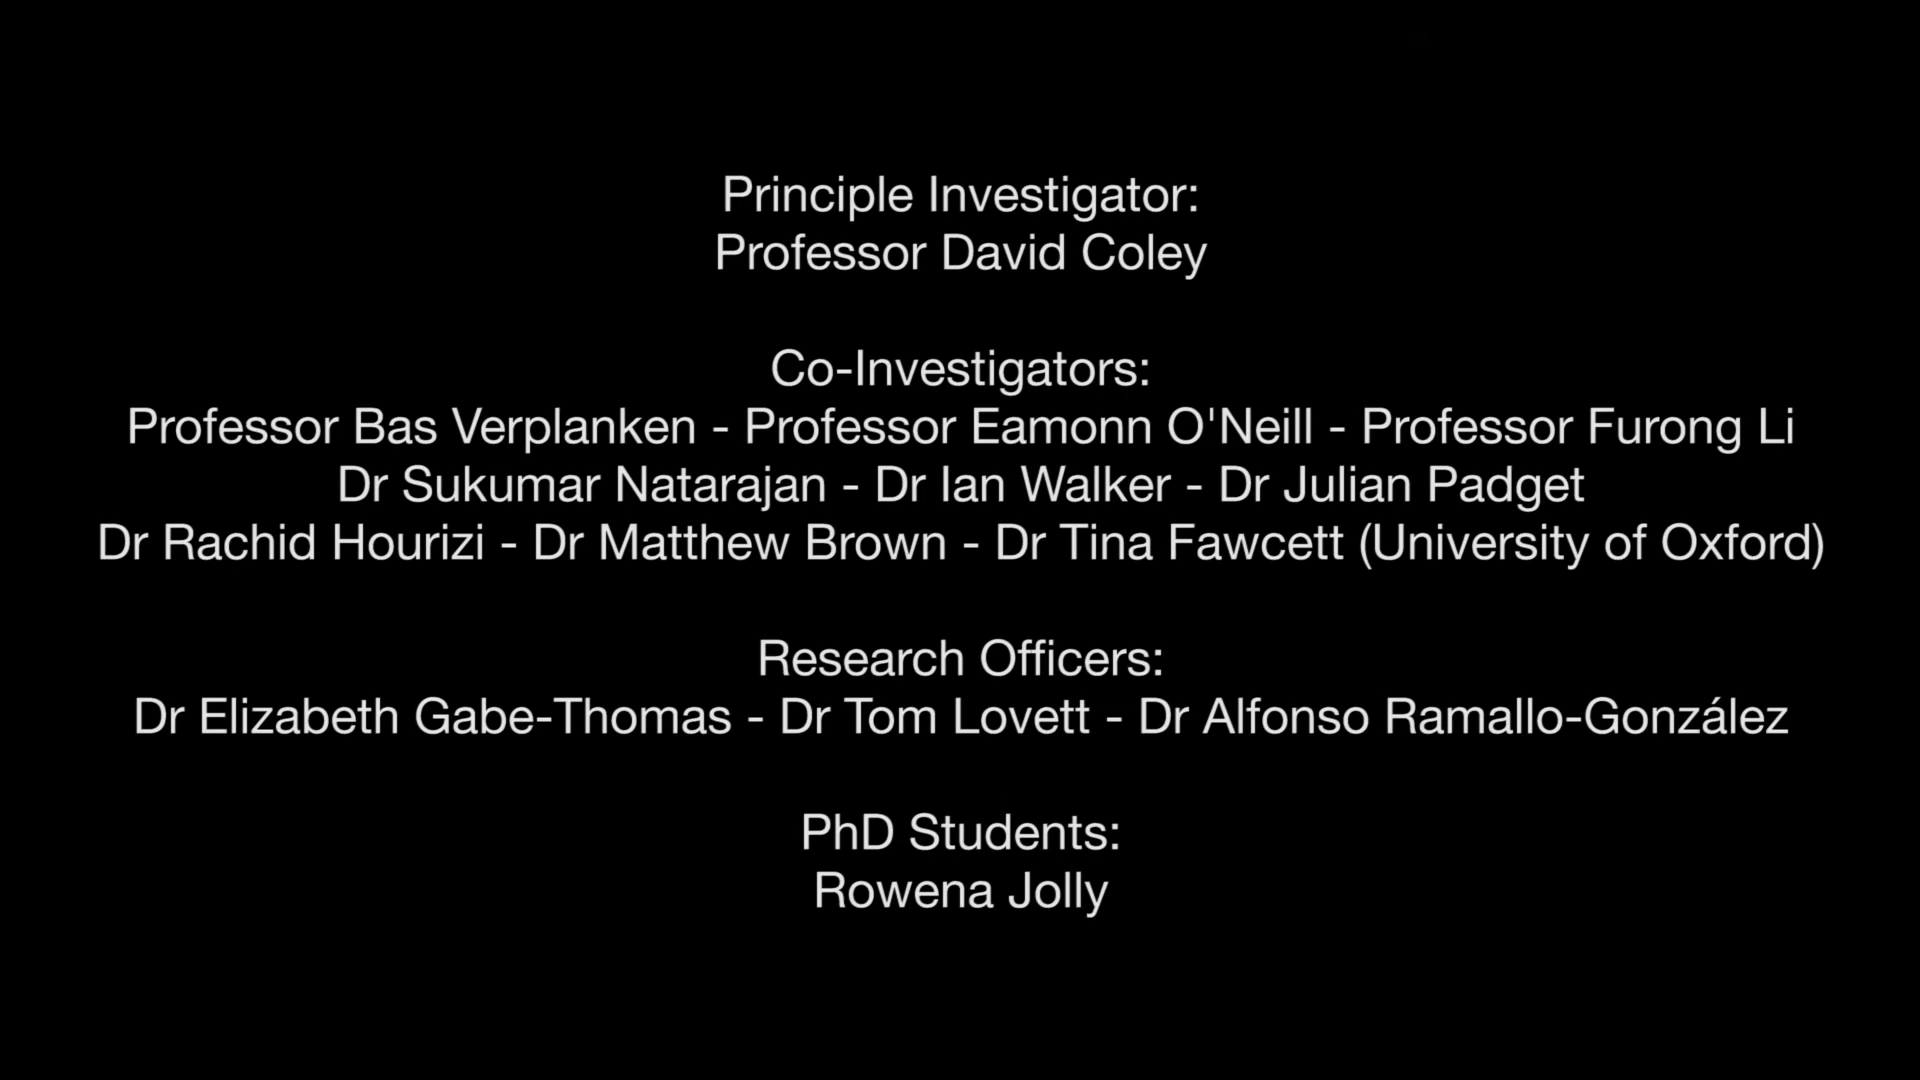 Principle Investigator:
Professor David Coley
Co-Investigators:
Professor Bas Verplanken - Professor Eamonn O'Neill - Professor Furong Li
Dr Sukumar Natarajan - Dr Ian Walker - Dr Julian Padget
Dr Rachid Hourizi - Dr Matthew Brown - Dr Tina Fawcett (University of Oxford)
Research Officers:
Dr Elizabeth Gabe-Thomas - Dr Tom Lovett - Dr Alfonso Ramallo-González
PhD Students:
Rowena Jolly